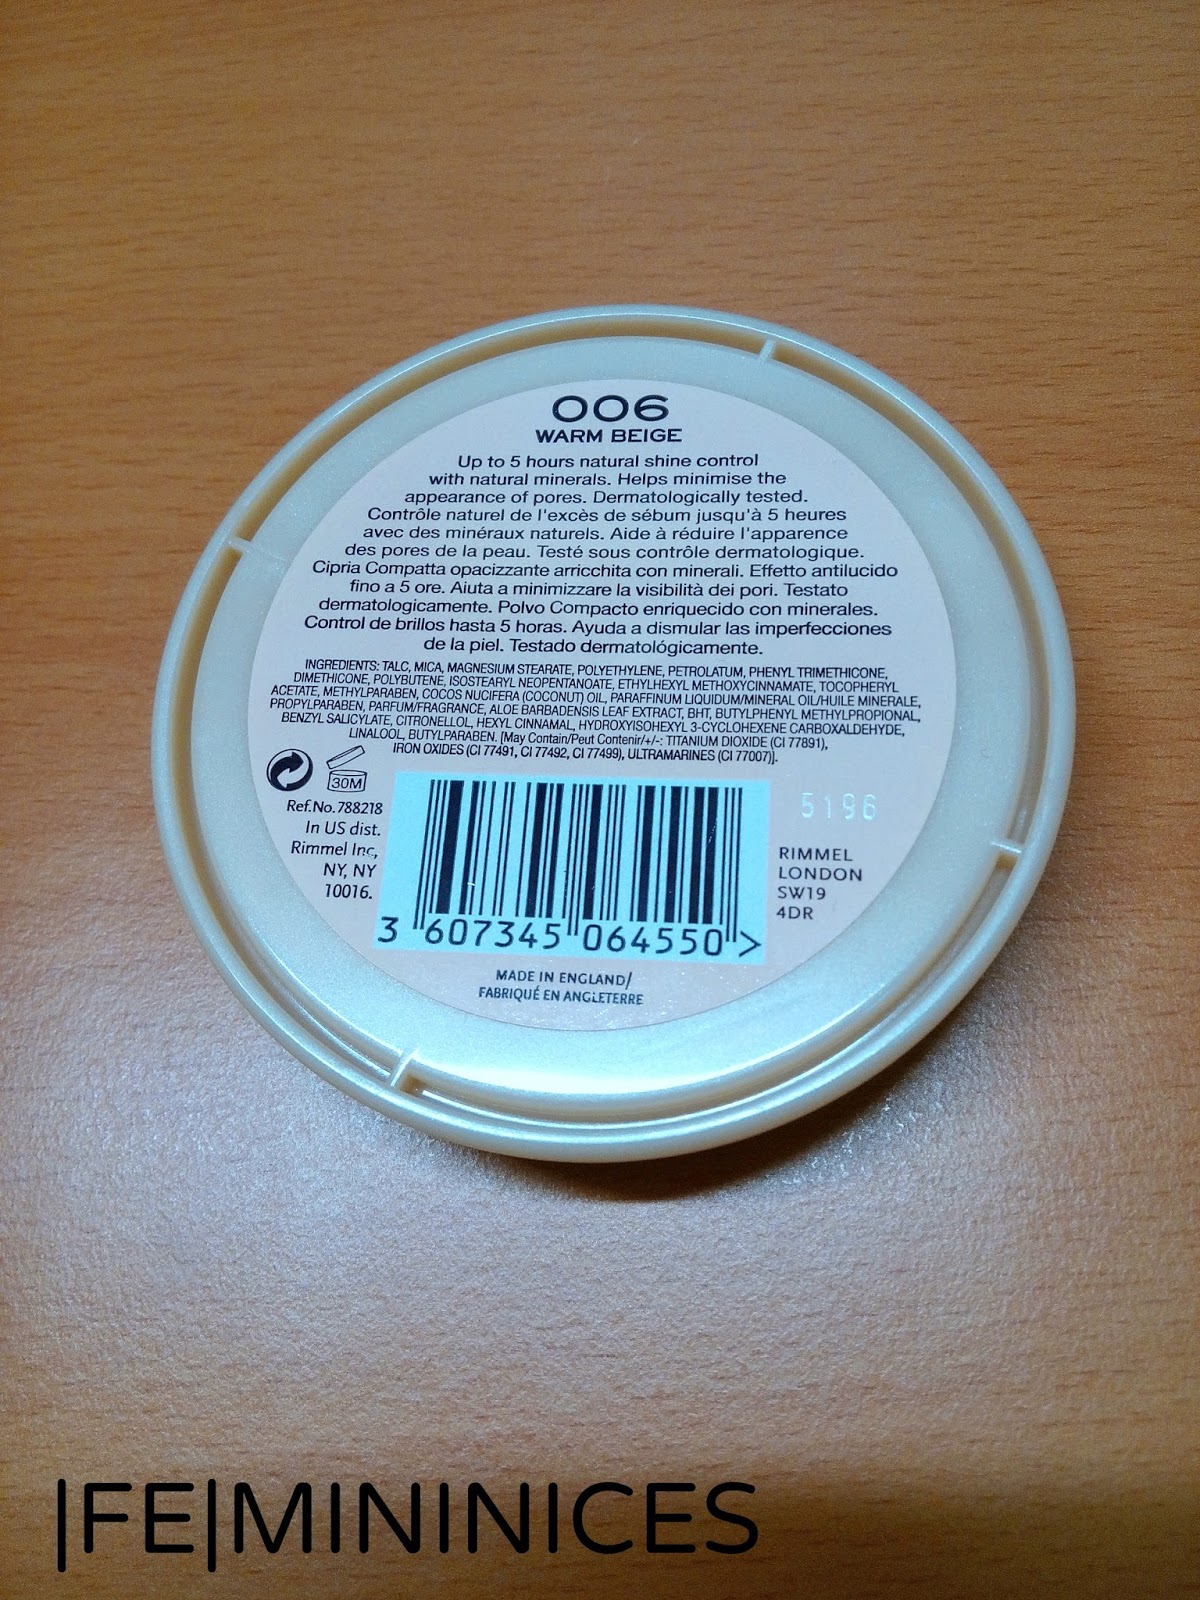 006
WARM BEIGE
Up to 5 hours natural shine control
with natural minerals. Helps minimise the
appearance of pores. Dermatologically tested.
Contrôle naturel de l'excès de sébum jusqu'à 5 heures
avec des minéraux naturels. Aide à réduire l'apparence
des pores de la peau. Testé sous contrôle dermatologique.
Cipria Compatta opacizzante arricchita con minerali. Effetto antilucido
fino a 5 ore. Aiuta a minimizzare la visibilità dei pori. Testato
dermatologicamente. Polvo Compacto enriquecido con minerales.
Control de brillos hasta 5 horas. Ayuda a dismular las imperfecciones
de la piel. Testado dermatológicamente.
INGREDIENTS: TALC, MICA, MAGNESIUM STEARATE, POLYETHYLENE, PETROLATUM, PHENYL TRIMETHICONE,
DIMETHICONE, POLYBUTENE, ISOSTEARYL NEOPENTANOATE, ETHYLHEXYL METHOXYCINNAMATE, TOCOPHERYL
ACETATE, METHYLPARABEN, COCOS NUCIFERA (COCONUT) OIL, PARAFFINUM LIQUIDUM/MINERAL OIL/HUILE MINERALE,
PROPYLPARABEN, PARFUM/FRAGRANCE, ALOE BARBADENSIS LEAF EXTRACT, BHT, BUTYLPHENYL METHYLPROPIONAL,
BENZYL SALICYLATE, CITRONELLOL, HEXYL CINNAMAL, HYDROXYISOHEXYL 3-CYCLOHEXENE CARBOXALDEHYDE,
LINALOOL, BUTYLPARABEN. [May Contain/Peut Contenir/+/-: TITANIUM DIOXIDE (CI 77891),
IRON OXIDES (CI 77491, CI 77492, CI 77499), ULTRAMARINES (CI 77007)].
30M
Ref.No.788218
In US dist.
Rimmel Inc,
NY, NY
10016.
3 607345 064550 >
5196
RIMMEL
LONDON
SW19
4DR
MADE IN ENGLAND/
FABRIQUÉ EN ANGLETERRE
|FE|MININICES